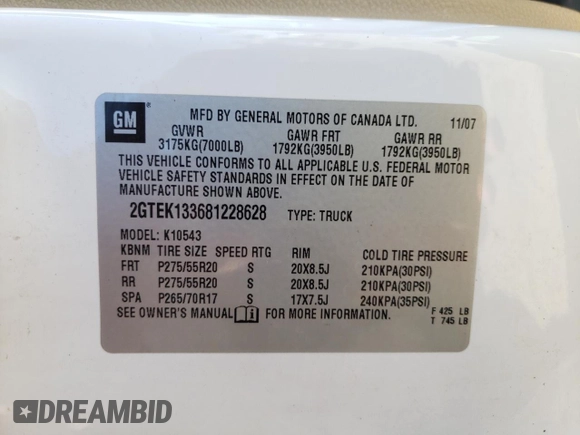 GM ® MFD BY GENERAL MOTORS OF CANADA LTD. 11/07
GVWR GAWR FRT GAWR RR
3175KG(7000LB) 1792KG(3950LB) 1792KG(3950LB)
THIS VEHICLE CONFORMS TO ALL APPLICABLE U.S. FEDERAL MOTOR
VEHICLE SAFETY STANDARDS IN EFFECT ON THE DATE OF
MANUFACTURE SHOWN ABOVE.
2GTEK133681228628 TYPE: TRUCK
MODEL: K10543
KBNM TIRE SIZE SPEED RTG RIM COLD TIRE PRESSURE
FRT P275/55R20 S 20X8.5J 210KPA(30PSI)
RR P275/55R20 S 20X8.5J 210KPA(30PSI)
SPA P265/70R17 S 17X7.5J 240KPA(35PSI)
SEE OWNER'S MANUAL FOR MORE INFORMATION. F 425 LB
T 745 LB
DREAMBID